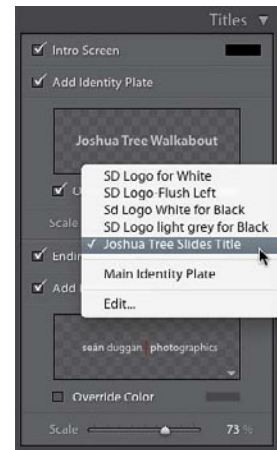 Titles
Intro Screen
Add Identity Plate
Joshua Tree Walkabout
SD Logo for White
SD Logo-Flush Left
Sd Logo White for Black
SD Logo light grey for Black
✓ Joshua Tree Slides Title
Main Identity Plate
Edit...
Scale
Add
seán duggan photographics
Override Color
Scale 73 %